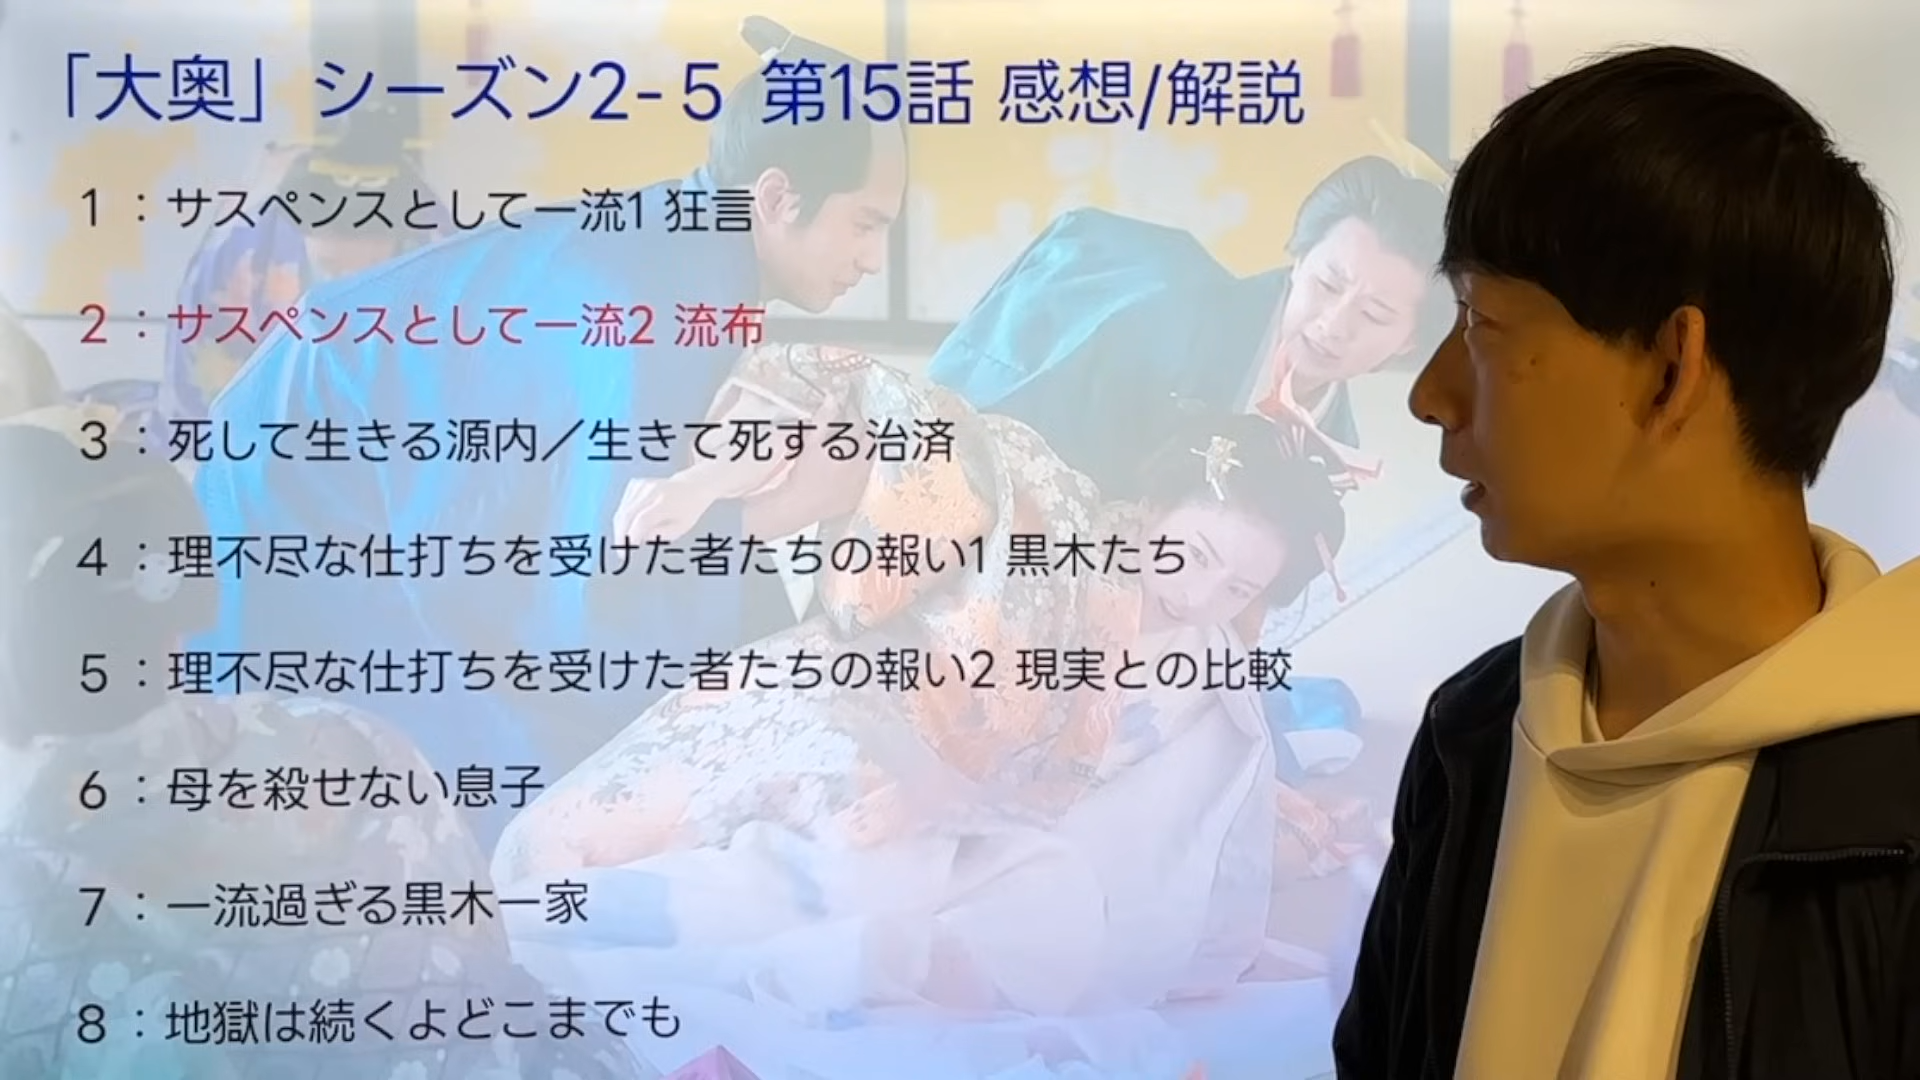 「大奥」シーズン2-５ 第15話 感想/解説
１：サスペンスとして一流1 狂言
２：サスペンスとして一流2 流布
３：死して生きる源内／生きて死する治済
４：理不尽な仕打ちを受けた者たちの報い1 黒木たち
５：理不尽な仕打ちを受けた者たちの報い2 現実との比較
６：母を殺せない息子
７：一流過ぎる黒木一家
８：地獄は続くよどこまでも